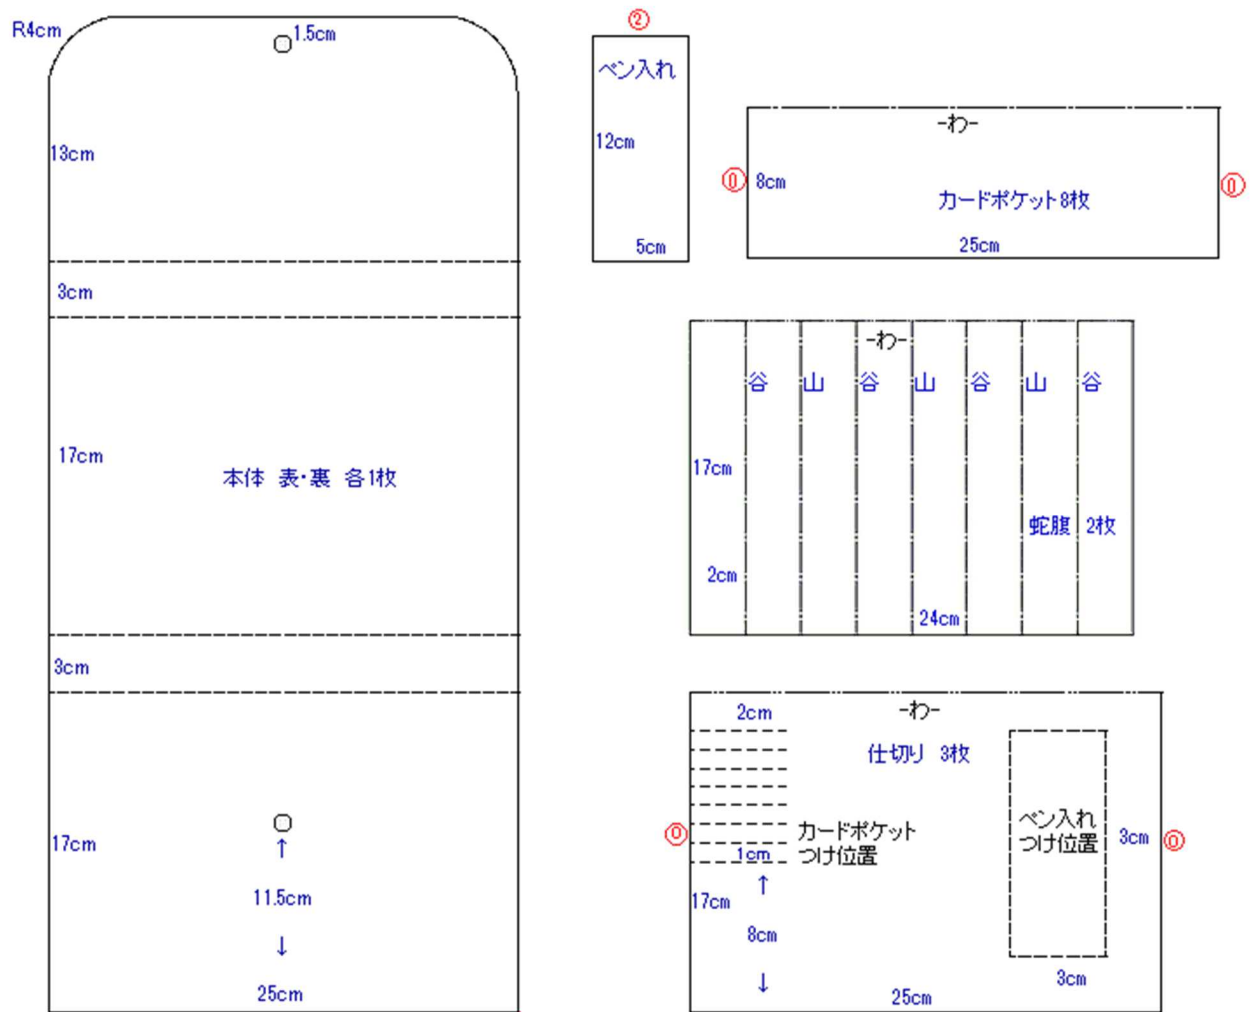 R4cm
1.5cm
13cm
3cm
17cm
本体 表・裏 各1枚
3cm
17cm
↑
11.5cm
↓
25cm
②
ペン入れ
12cm
5cm
-わ-
⓪ 8cm ⓪
カードポケット8枚
25cm
-わ-
谷 山 谷 山 谷 山 谷
17cm
蛇腹 2枚
2cm
24cm
-わ-
2cm
仕切り 3枚
⓪ ⓪
カードポケット
つけ位置
1cm
ペン入れ
つけ位置
3cm
17cm
↑
8cm
↓
3cm
25cm